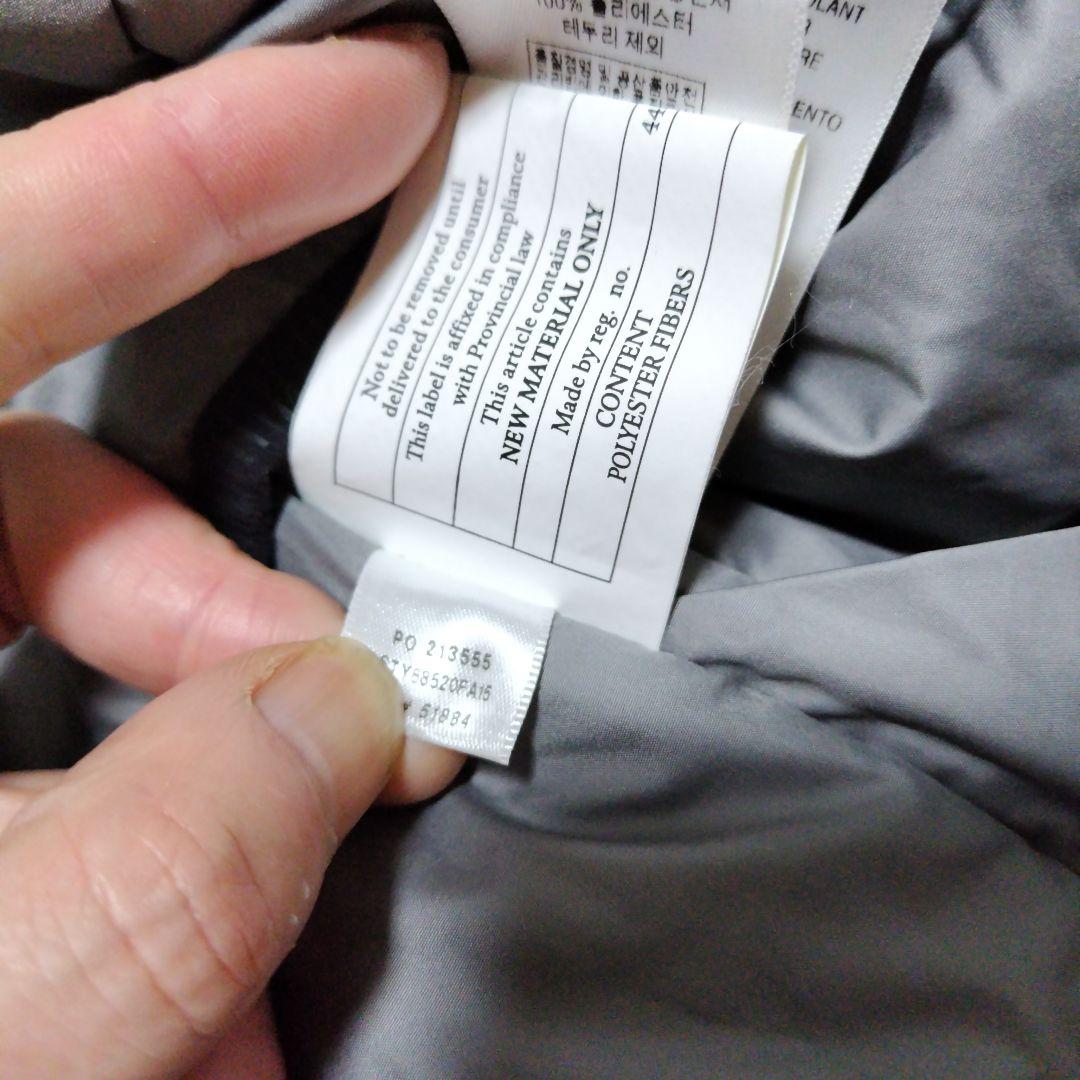 100% 폴리에스터
테두리 제외
LANT
RE
ENTO
Not to be removed until
delivered to the consumer
This label is affixed in compliance
with Provincial law
This article contains
NEW MATERIAL ONLY
Made by reg. no. 44
CONTENT
POLYESTER FIBERS
PO 213555
STY58520FA15
51984